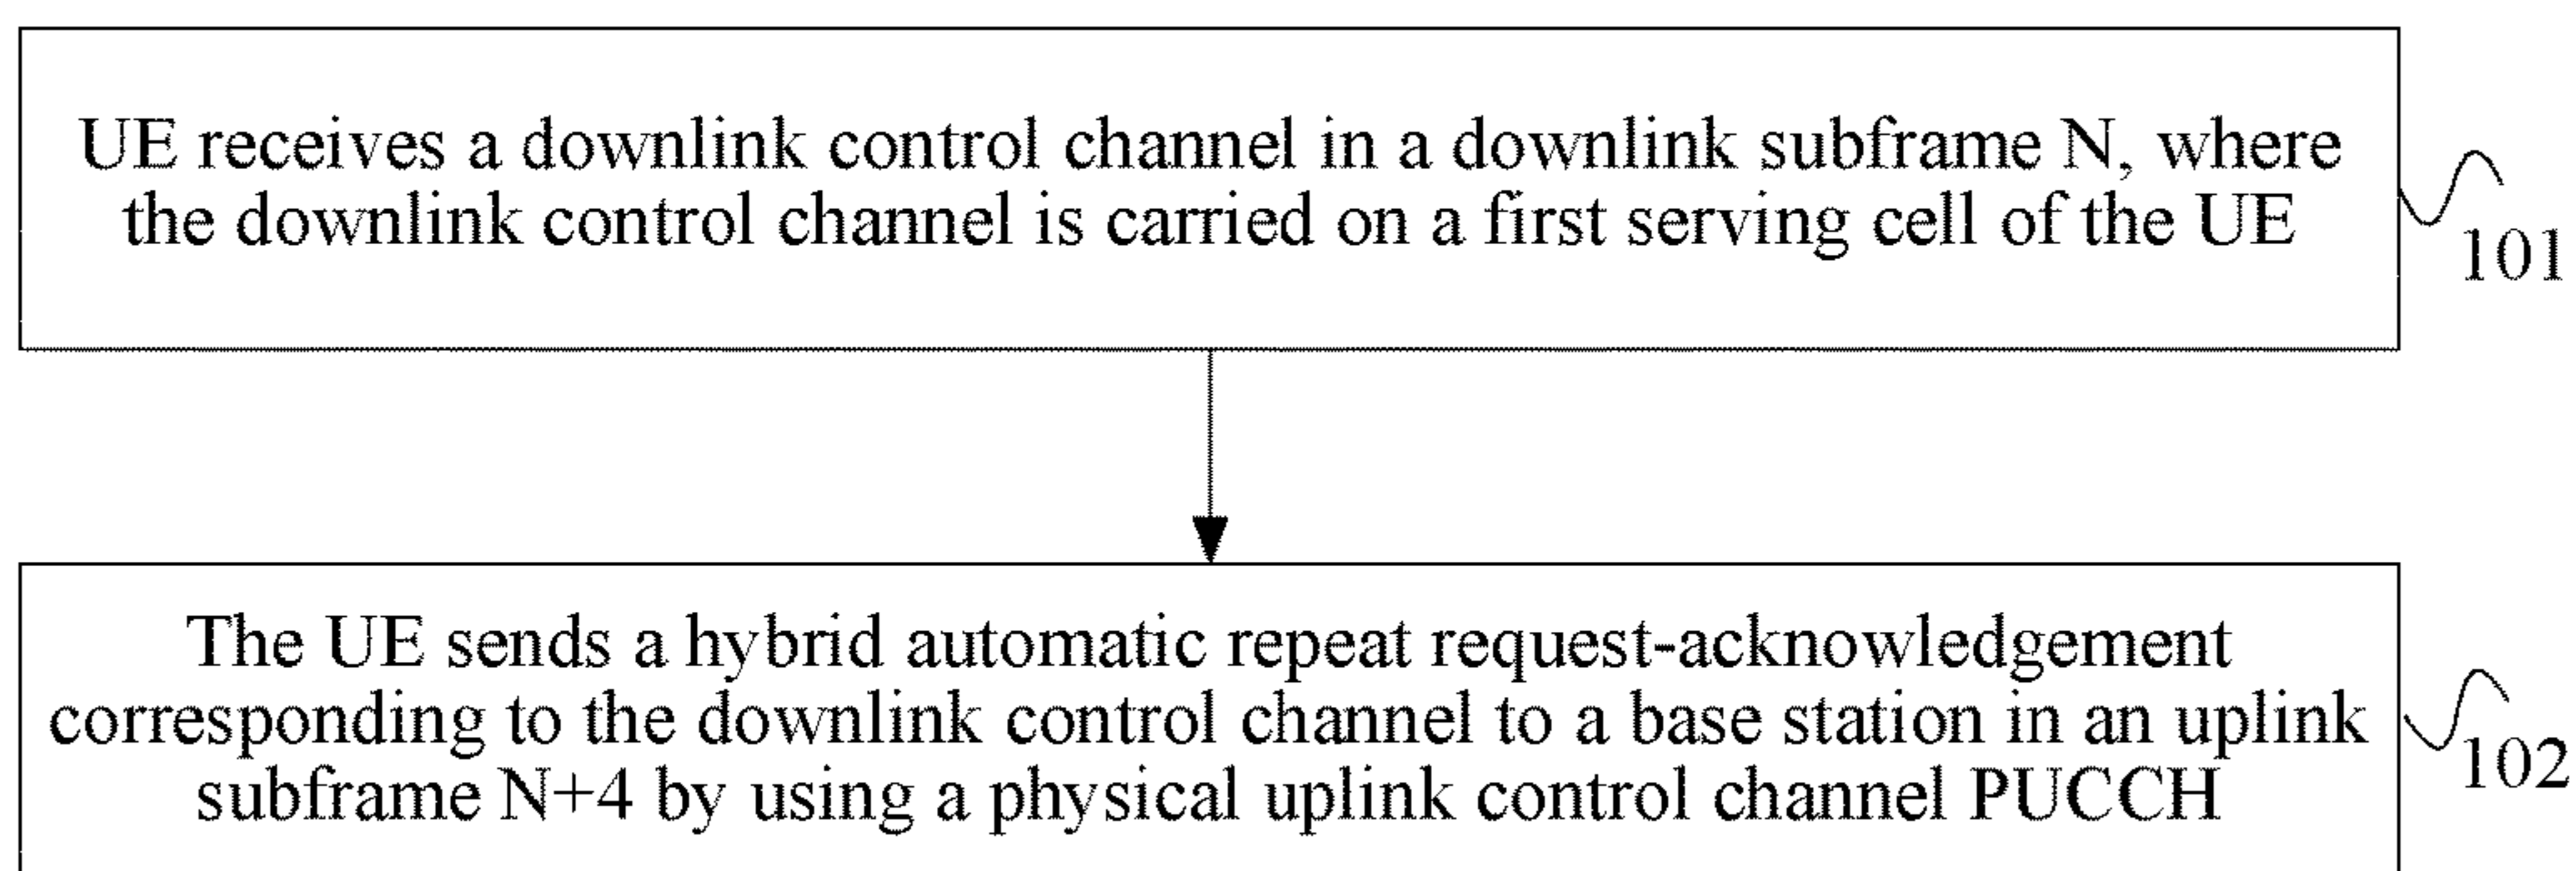 UE receives a downlink control channel in a downlink subframe N, where
the downlink control channel is carried on a first serving cell of the UE
101
The UE sends a hybrid automatic repeat request-acknowledgement
corresponding to the downlink control channel to a base station in an uplink
subframe N+4 by using a physical uplink control channel PUCCH
102